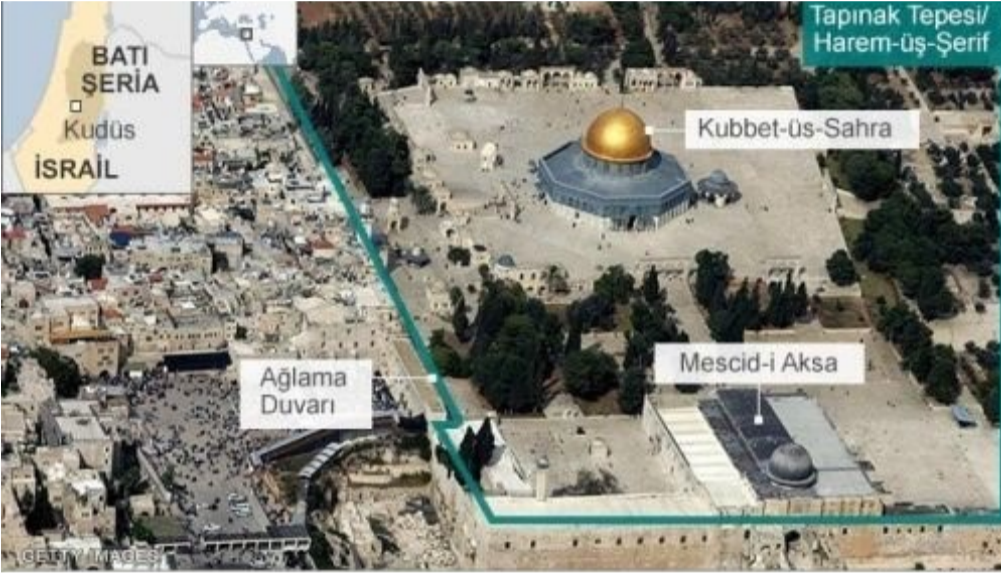 BATI
ŞERİA
Kudüs
İSRAİL
Tapınak Tepesi/
Harem-üş-Şerif
Kubbet-üs-Sahra
Mescid-i Aksa
Ağlama
Duvarı
GETTY IMAGES